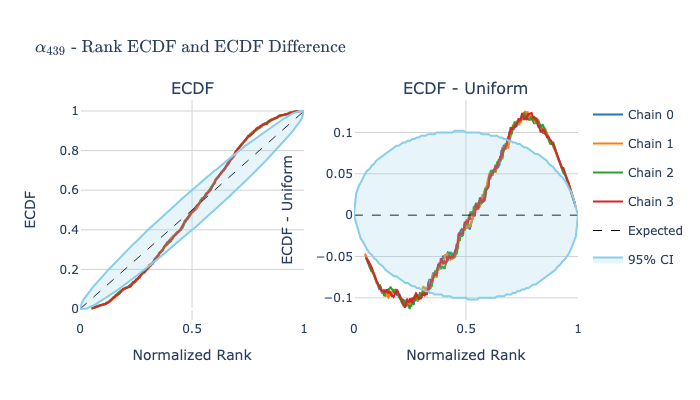 α439 - Rank ECDF and ECDF Difference
ECDF
ECDF - Uniform
ECDF
1
0.8
0.6
0.4
0.2
0
0
0.5
1
Normalized Rank
ECDF - Uniform
0.1
0.05
0
−0.05
−0.1
0
0.5
1
Normalized Rank
Chain 0
Chain 1
Chain 2
Chain 3
Expected
95% CI